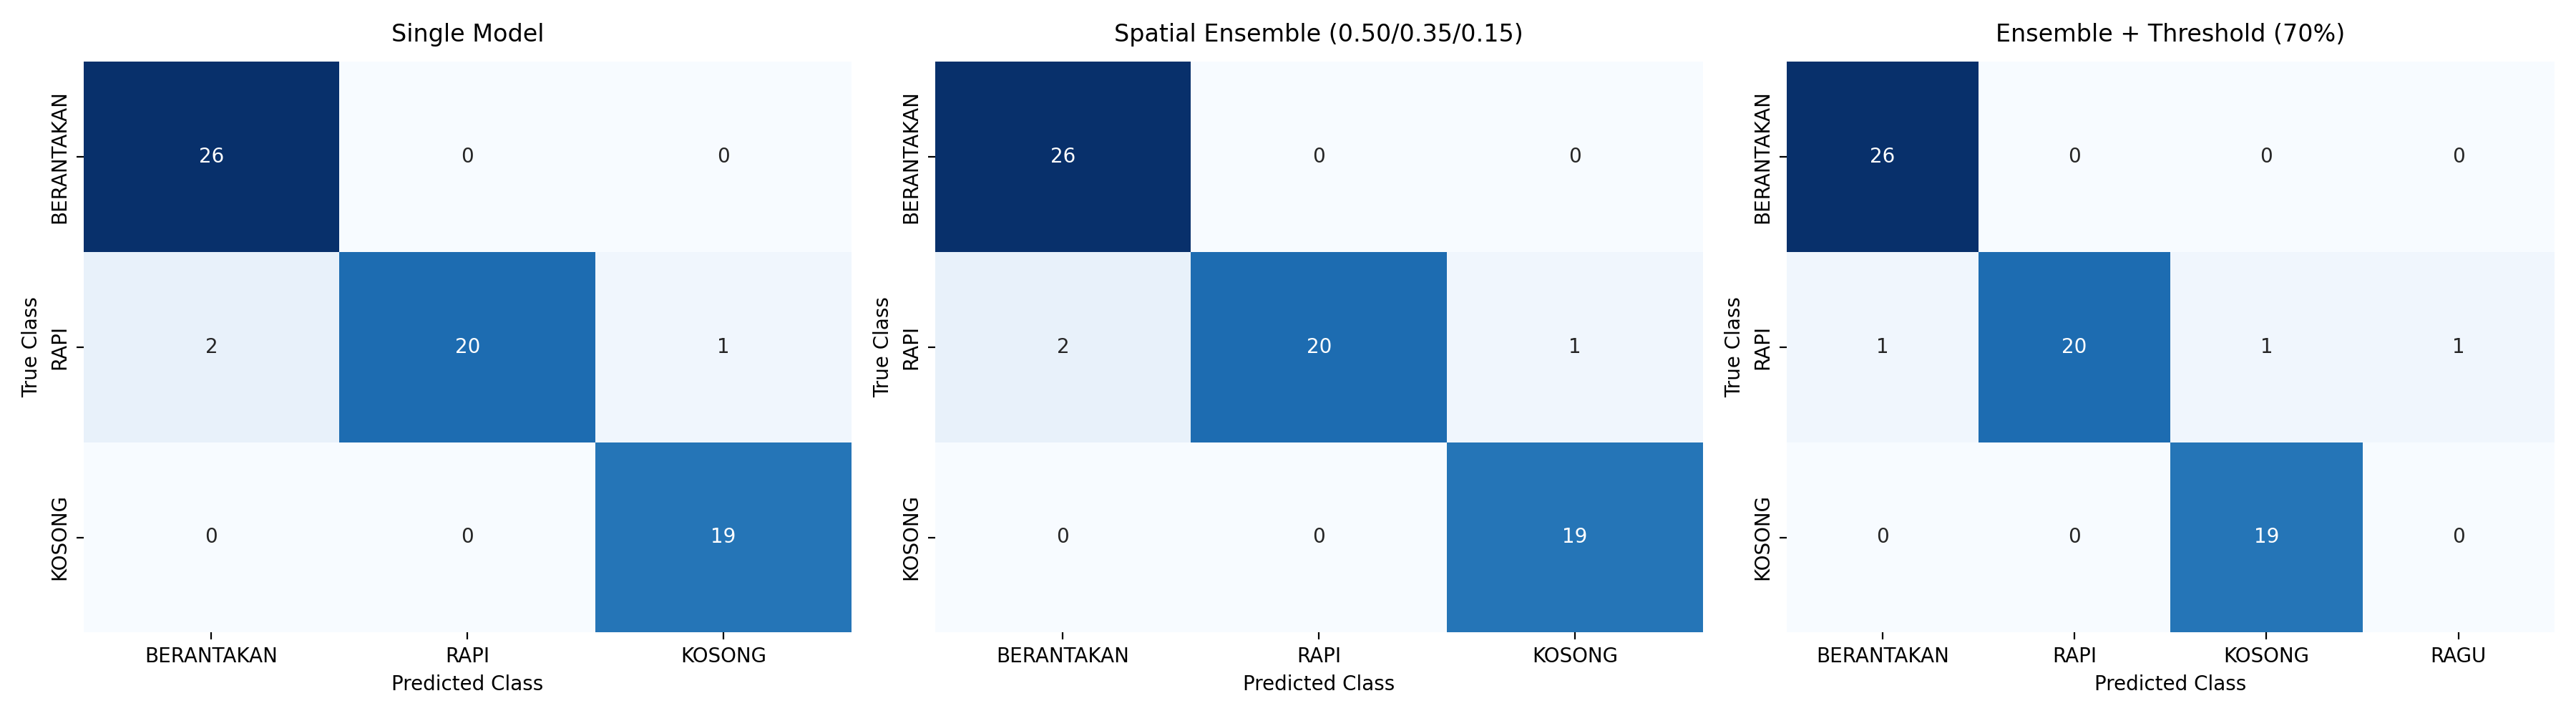 Single Model
BERANTAKAN
26
0
0
True Class
RAPI
2
20
1
KOSONG
0
0
19
BERANTAKAN RAPI KOSONG
Predicted Class
Spatial Ensemble (0.50/0.35/0.15)
BERANTAKAN
26
0
0
True Class
RAPI
2
20
1
KOSONG
0
0
19
BERANTAKAN RAPI KOSONG
Predicted Class
Ensemble + Threshold (70%)
BERANTAKAN
26
0
0
0
True Class
RAPI
1
20
1
1
KOSONG
0
0
19
0
BERANTAKAN RAPI KOSONG RAGU
Predicted Class